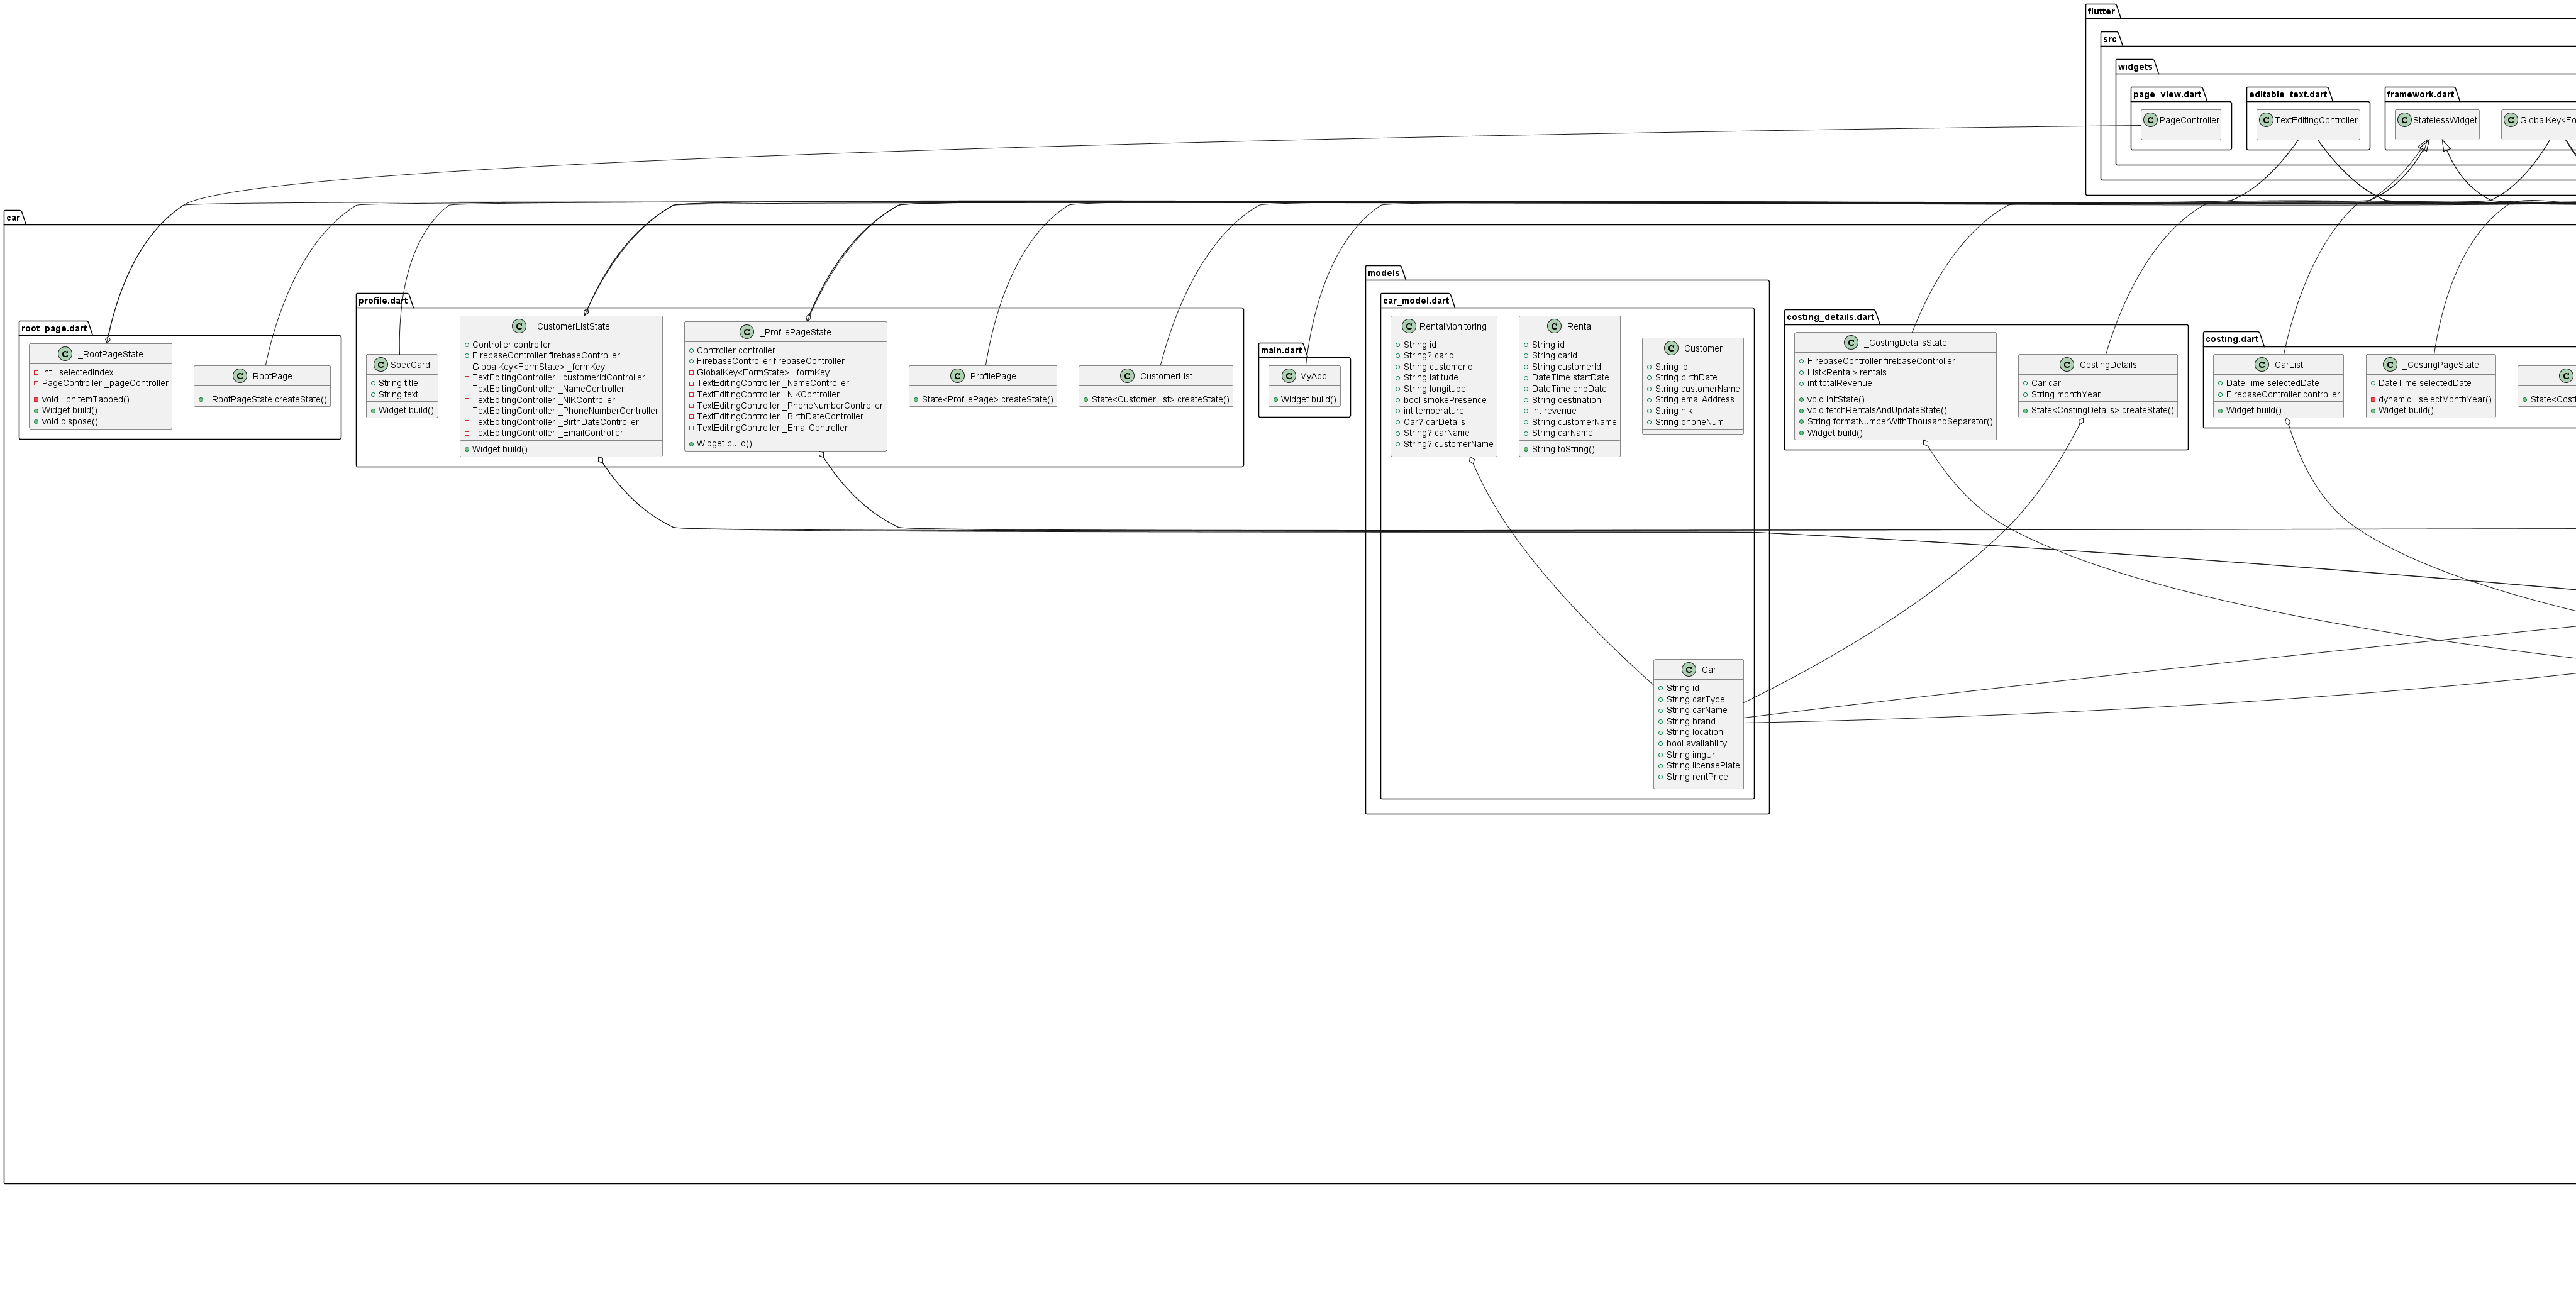 flutter
src
widgets
page_view.dart
editable_text.dart
framework.dart
C PageController
C TextEditingController
C StatelessWidget
C GlobalKey<Fo
car
root_page.dart
C _RootPageState
int _selectedIndex
PageController _pageController
void _onItemTapped()
Widget build()
void dispose()
C RootPage
_RootPageState createState()
profile.dart
C SpecCard
String title
String text
Widget build()
C _CustomerListState
Controller controller
FirebaseController firebaseController
GlobalKey<FormState> _formKey
TextEditingController _customerIdController
TextEditingController _NameController
TextEditingController _NIKController
TextEditingController _PhoneNumberController
TextEditingController _BirthDateController
TextEditingController _EmailController
Widget build()
C _ProfilePageState
Controller controller
FirebaseController firebaseController
GlobalKey<FormState> _formKey
TextEditingController _NameController
TextEditingController _NIKController
TextEditingController _PhoneNumberController
TextEditingController _BirthDateController
TextEditingController _EmailController
Widget build()
C ProfilePage
State<ProfilePage> createState()
C CustomerList
State<CustomerList> createState()
main.dart
C MyApp
Widget build()
models
car_model.dart
C RentalMonitoring
String id
String? carId
String customerId
String latitude
String longitude
bool smokePresence
int temperature
Car? carDetails
String? carName
String? customerName
C Rental
String id
String carId
String customerId
DateTime startDate
DateTime endDate
String destination
int revenue
String customerName
String carName
String toString()
C Customer
String id
String birthDate
String customerName
String emailAddress
String nik
String phoneNum
C Car
String id
String carType
String carName
String brand
String location
bool availability
String imgUrl
String licensePlate
String rentPrice
costing_details.dart
C _CostingDetailsState
FirebaseController firebaseController
List<Rental> rentals
int totalRevenue
void initState()
void fetchRentalsAndUpdateState()
String formatNumberWithThousandSeparator()
Widget build()
C CostingDetails
Car car
String monthYear
State<CostingDetails> createState()
costing.dart
C CarList
DateTime selectedDate
FirebaseController controller
Widget build()
C _CostingPageState
DateTime selectedDate
dynamic _selectMonthYear()
Widget build()
C
State<Costi